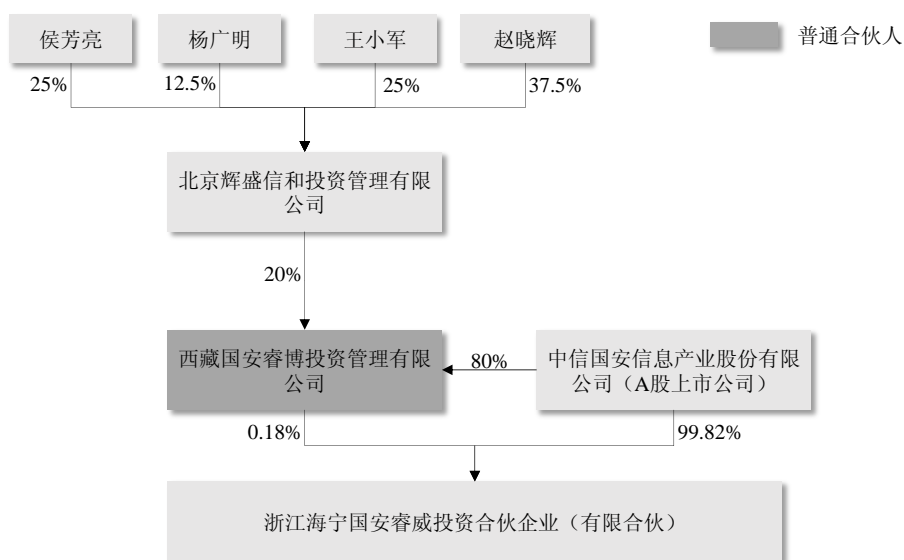 侯芳亮
杨广明
王小军
赵晓辉
普通合伙人
25%
12.5%
25%
37.5%
北京辉盛信和投资管理有限
公司
20%
西藏国安睿博投资管理有限
公司
80%
中信国安信息产业股份有限
公司（A股上市公司）
0.18%
99.82%
浙江海宁国安睿威投资合伙企业（有限合伙）